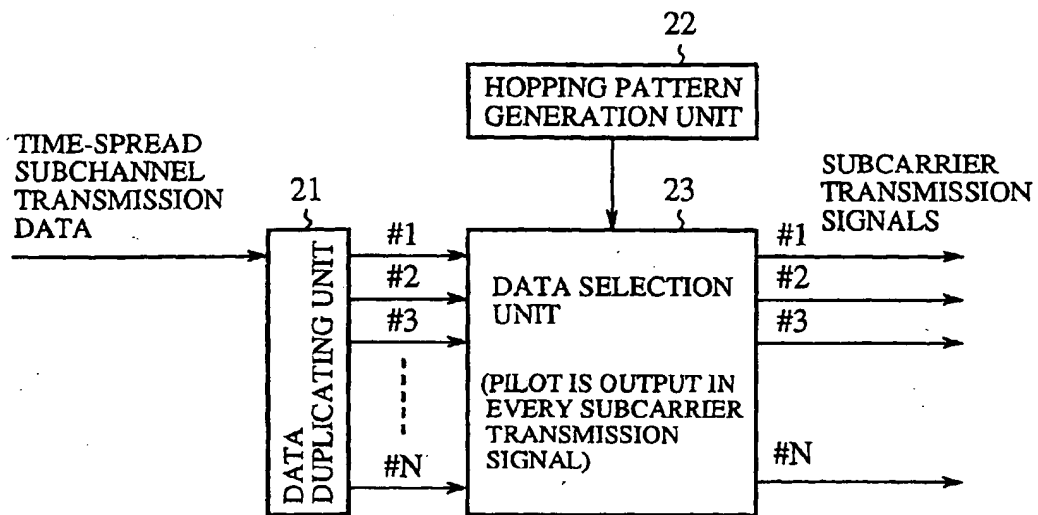 22
HOPPING PATTERN
GENERATION UNIT
TIME-SPREAD
SUBCHANNEL
TRANSMISSION
DATA
21
DATA
DUPLICATING UNIT
#1
#2
#3
#N
23
DATA SELECTION
UNIT
(PILOT IS OUTPUT IN
EVERY SUBCARRIER
TRANSMISSION
SIGNAL)
SUBCARRIER
TRANSMISSION
SIGNALS
#1
#2
#3
#N